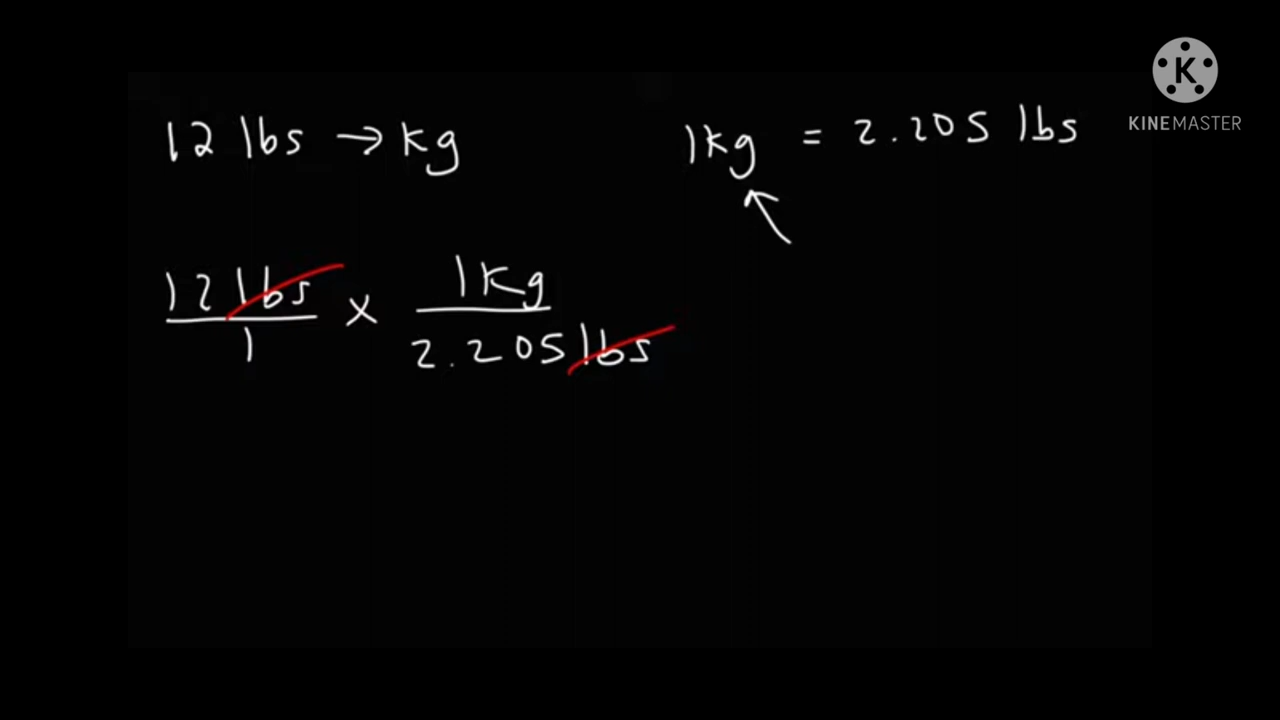 12 lbs → kg
1kg = 2.205 lbs
K
KINEMASTER
12 lbs × 1Kg
1 2.205 lbs